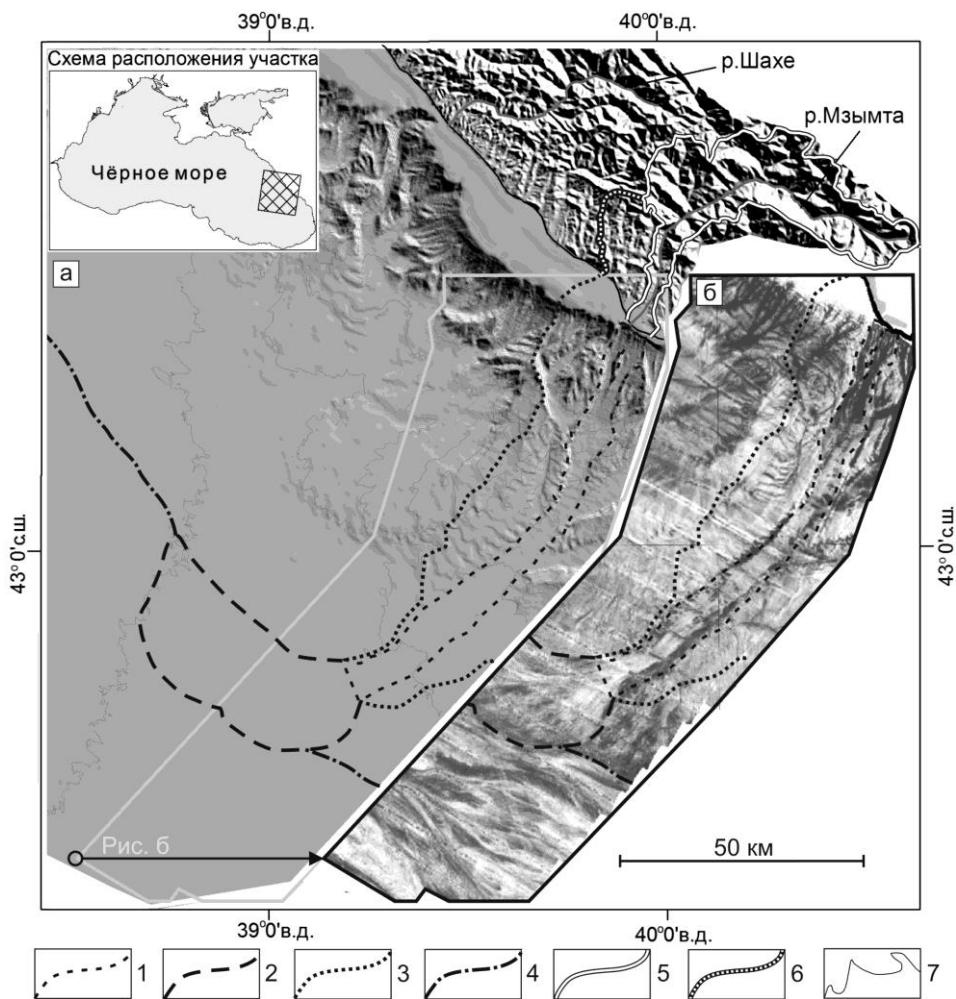 39°0'в.д.
40°0'в.д.
Схема расположения участка
Чёрное море
р.Шахе
р.Мзымта
а
б
43° 0'с.ш.
43° 0'с.ш.
Рис. б
50 км
39°0'в.д.
40°0'в.д.
1
2
3
4
5
6
7